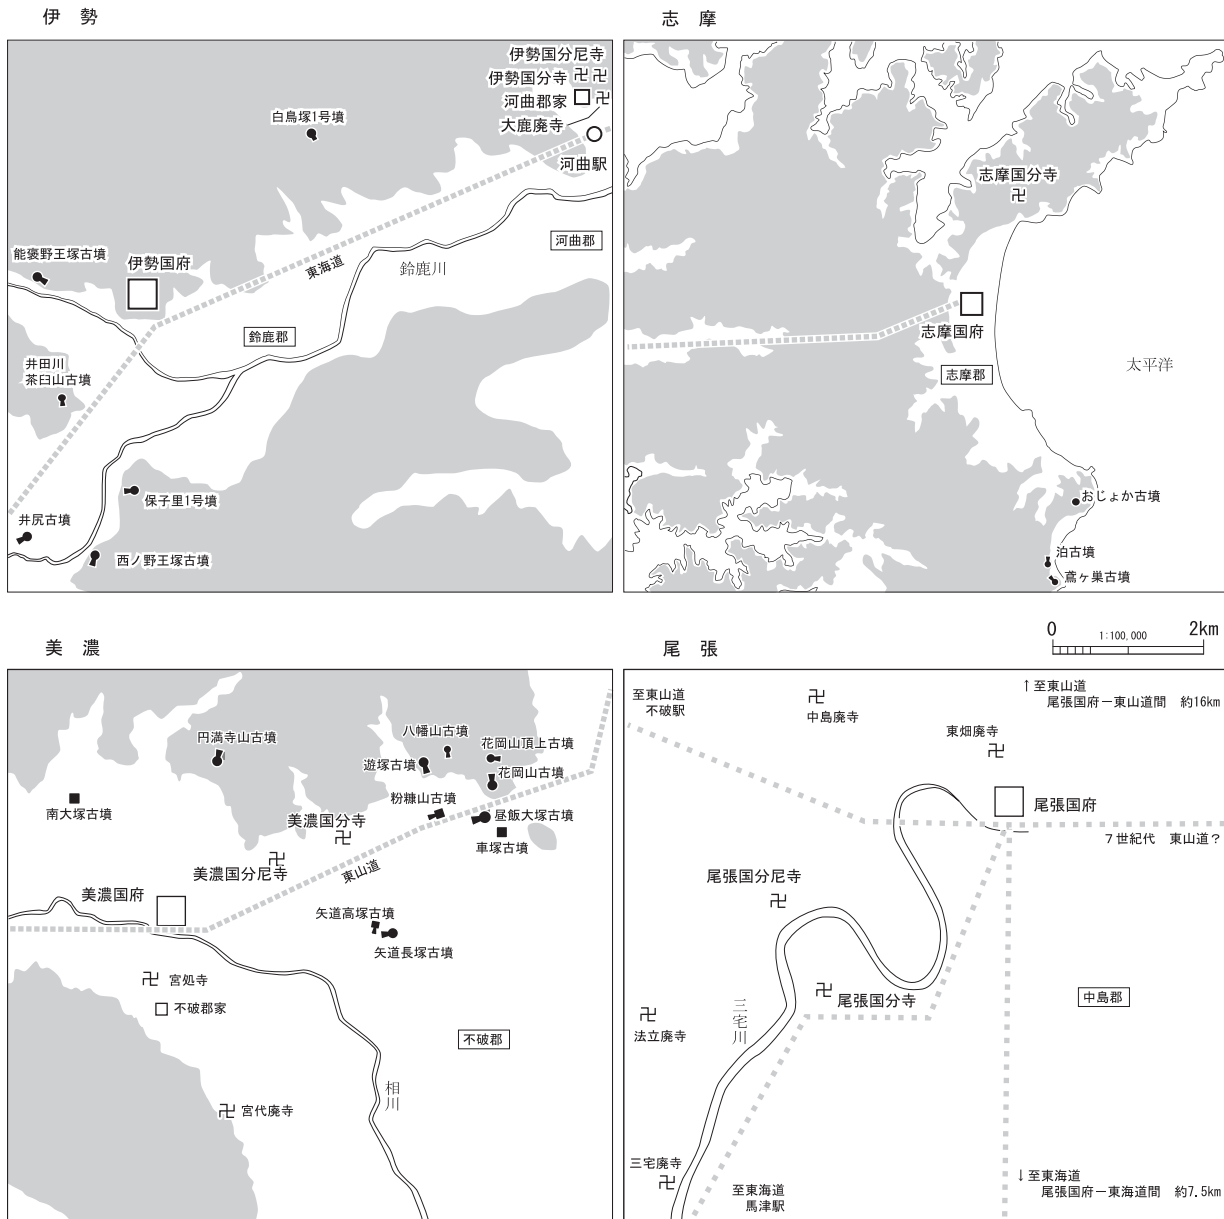 伊勢
伊勢国分尼寺
伊勢国分寺
河曲郡家
大鹿廃寺
河曲駅
白鳥塚1号墳
河曲郡
能褒野王塚古墳
伊勢国府
東海道
鈴鹿川
鈴鹿郡
井田川
茶臼山古墳
保子里1号墳
井尻古墳
西ノ野王塚古墳
志摩
志摩国分寺
志摩国府
志摩郡
太平洋
おじょか古墳
泊古墳
鳶ヶ巣古墳
0 1:100,000 2km
美濃
円満寺山古墳
八幡山古墳
花岡山頂上古墳
遊塚古墳
花岡山古墳
南大塚古墳
粉糠山古墳
昼飯大塚古墳
美濃国分寺
車塚古墳
美濃国分尼寺
東山道
美濃国府
矢道高塚古墳
矢道長塚古墳
宮処寺
不破郡家
不破郡
相川
宮代廃寺
尾張
至東山道
不破駅
中島廃寺
↑至東山道
尾張国府ー東山道間 約16km
東畑廃寺
尾張国府
7世紀代 東山道?
尾張国分尼寺
尾張国分寺
中島郡
三宅川
法立廃寺
三宅廃寺
至東海道
馬津駅
↓至東海道
尾張国府ー東海道間 約7.5km